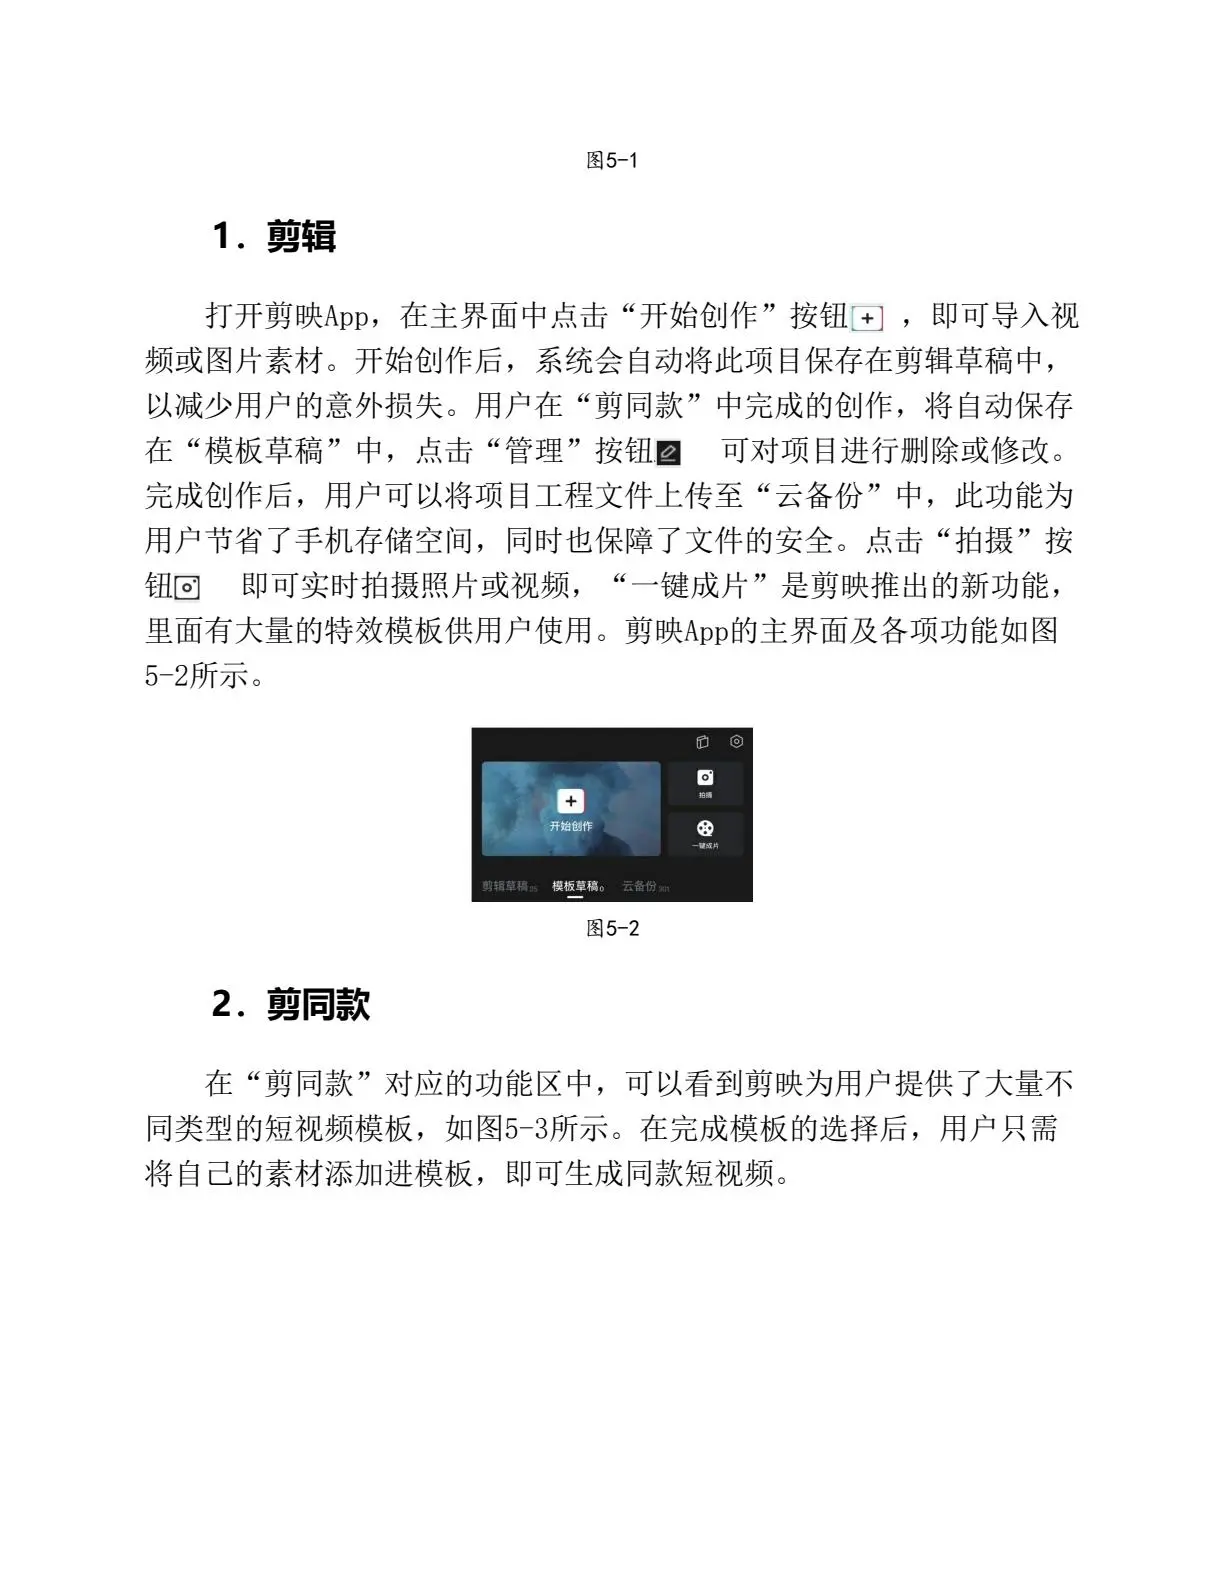 图5-1
1. 剪辑
打开剪映App，在主界面中点击“开始创作”按钮 ，即可导入视
频或图片素材。开始创作后，系统会自动将此项目保存在剪辑草稿中，
以减少用户的意外损失。用户在“剪同款”中完成的创作，将自动保存
在“模板草稿”中，点击“管理”按钮 可对项目进行删除或修改。
完成创作后，用户可以将项目工程文件上传至“云备份”中，此功能为
用户节省了手机存储空间，同时也保障了文件的安全。点击“拍摄”按
钮 即可实时拍摄照片或视频，“一键成片”是剪映推出的新功能，
里面有大量的特效模板供用户使用。剪映App的主界面及各项功能如图
5-2所示。
拍摄
开始创作
一键成片
剪辑草稿25 模板草稿0 云备份301
图5-2
2. 剪同款
在“剪同款”对应的功能区中，可以看到剪映为用户提供了大量不
同类型的短视频模板，如图5-3所示。在完成模板的选择后，用户只需
将自己的素材添加进模板，即可生成同款短视频。